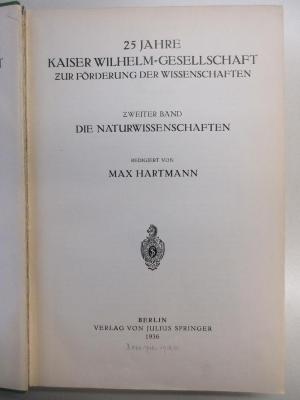 25 JAHRE
KAISER WILHELM-GESELLSCHAFT
ZUR FÖRDERUNG DER WISSENSCHAFTEN
ZWEITER BAND
DIE NATURWISSENSCHAFTEN
REDIGIERT VON
MAX HARTMANN
BERLIN
VERLAG VON JULIUS SPRINGER
1936